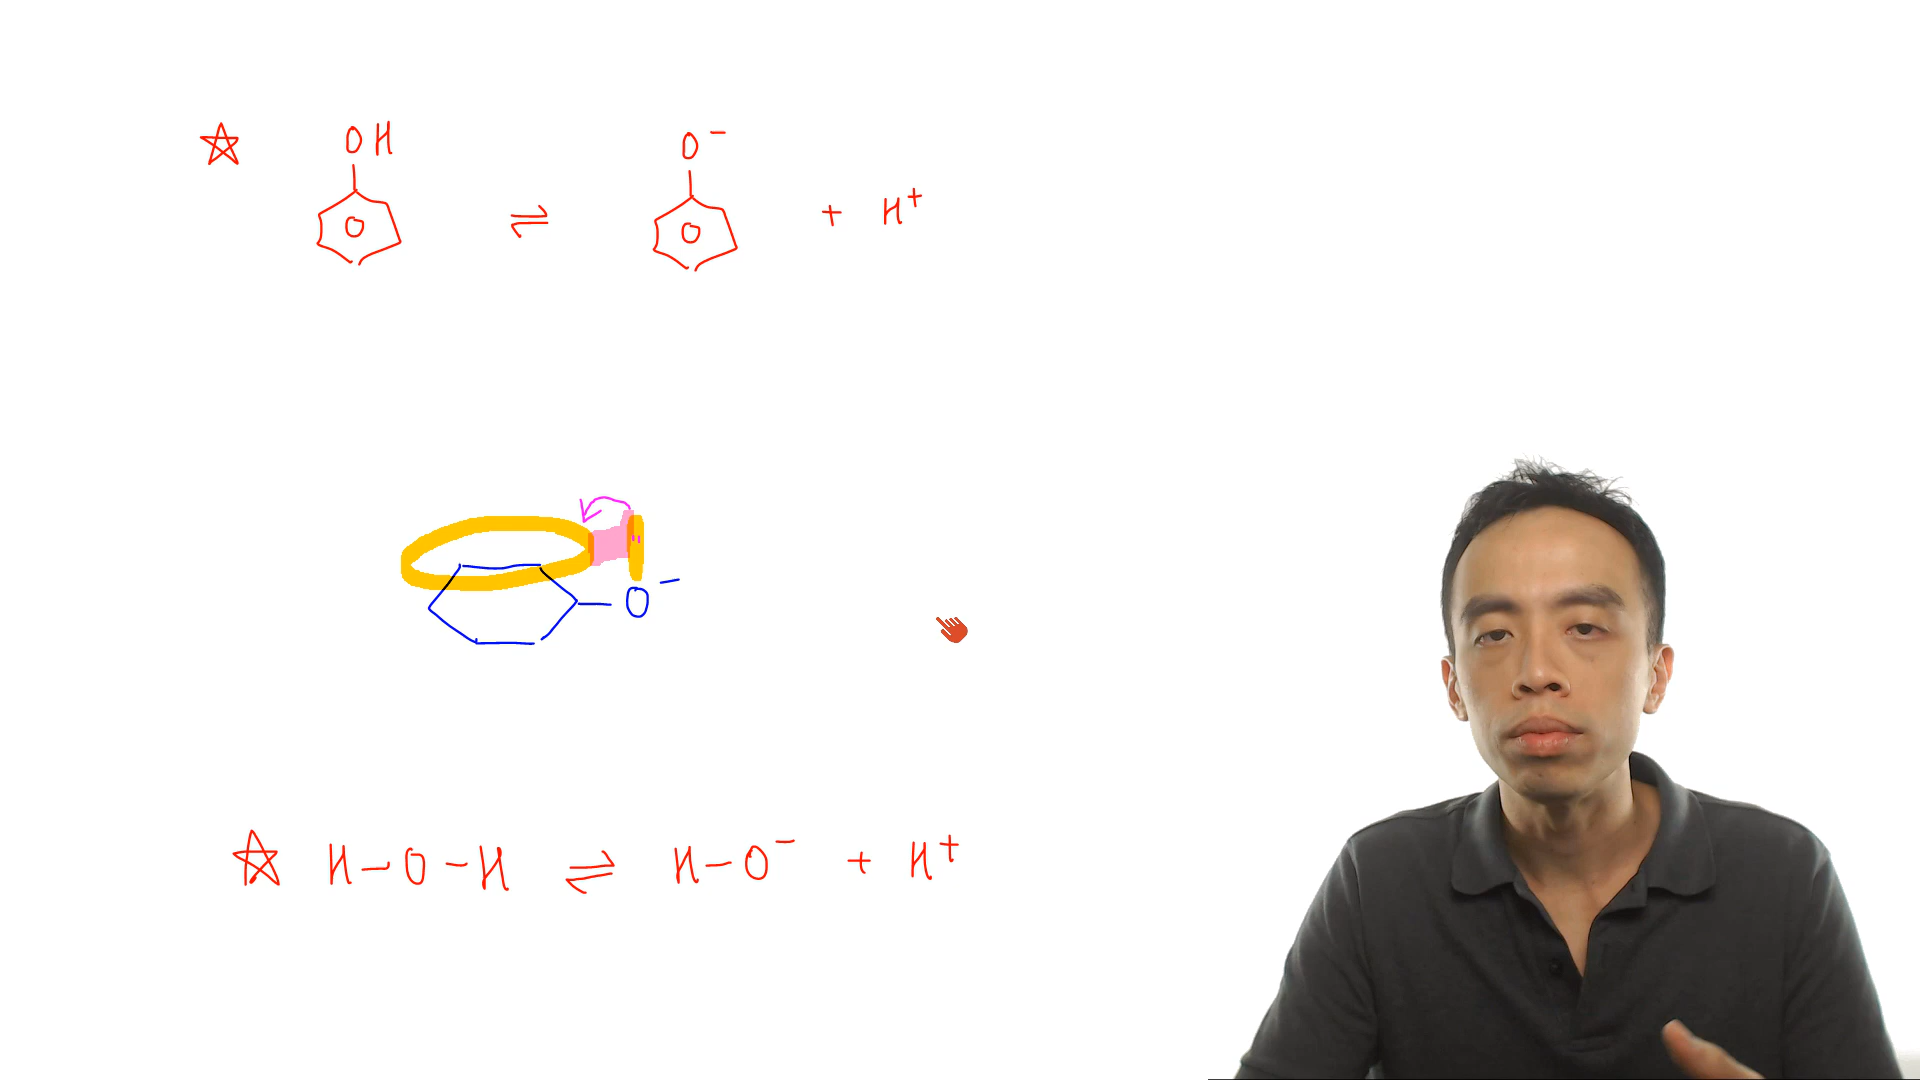 ☆ OH ⇌ O⁻ + H⁺
O⁻
☆ H-O-H ⇌ H-O⁻ + H⁺